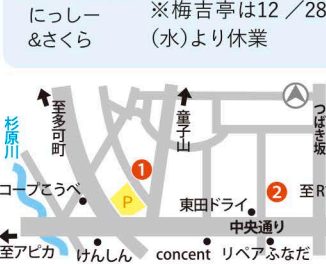 にっしー
&さくら
※梅吉亭は12／28
(水)より休業
至多可町
童子山
つばき坂
杉原川
1
P
2
コープこうべ
東田ドライ
至R1
中央通り
至アピカ
けんしん
concent
リペアふなだ